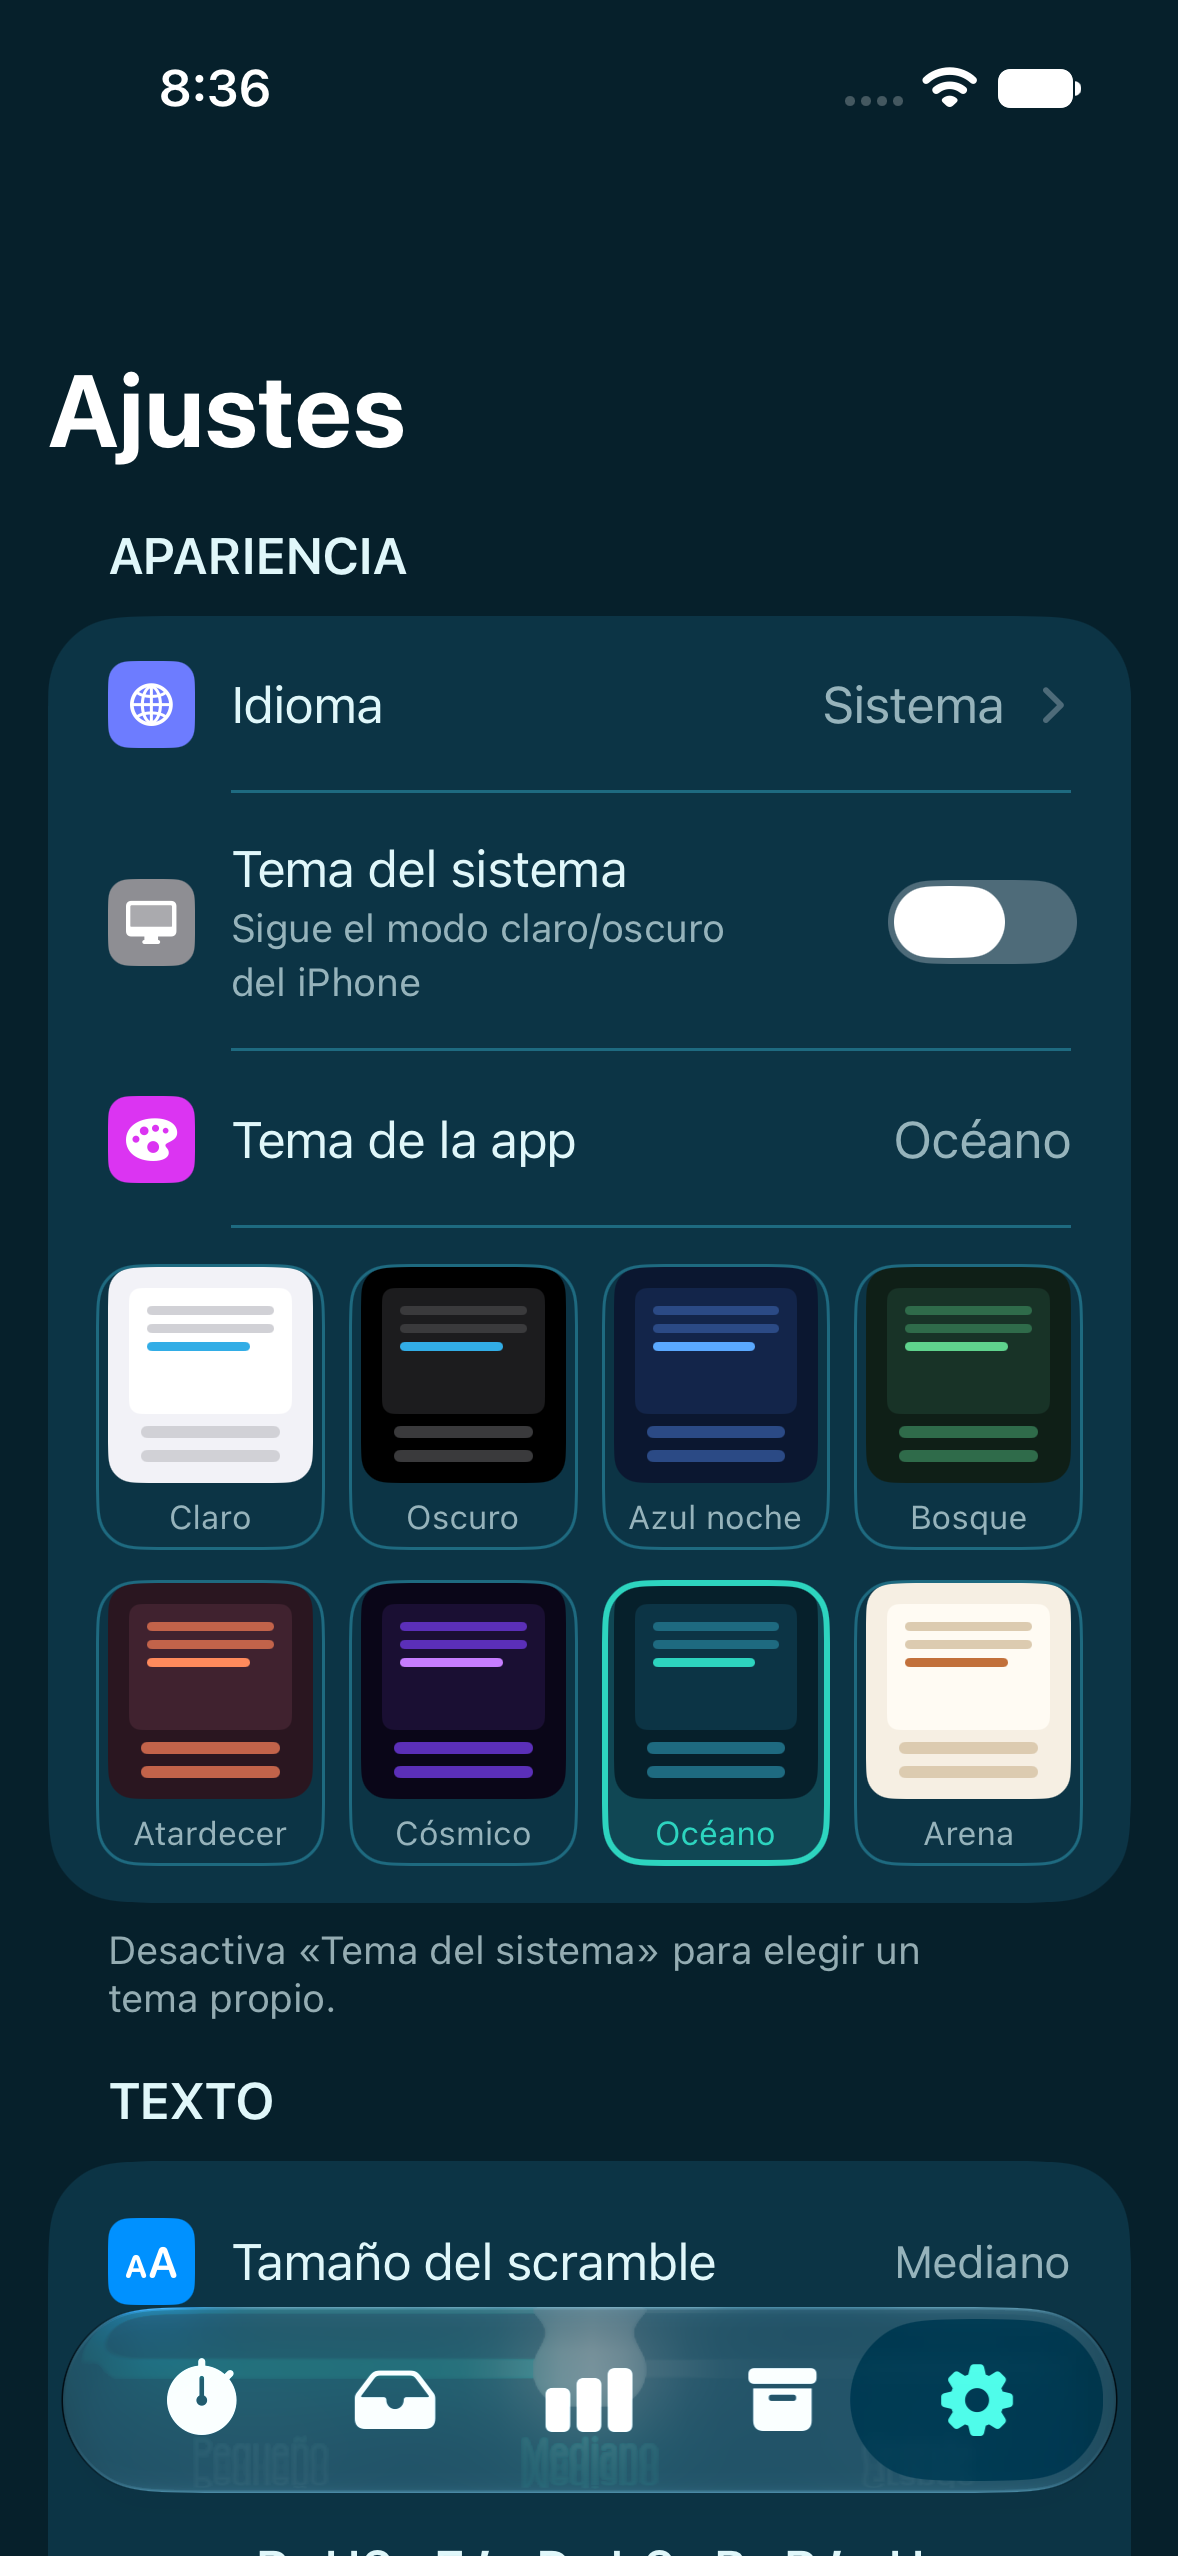 8:36
Ajustes
APARIENCIA
Idioma
Sistema
Tema del sistema
Sigue el modo claro/oscuro
del iPhone
Tema de la app
Océano
Claro
Oscuro
Azul noche
Bosque
Atardecer
Cósmico
Océano
Arena
Desactiva «Tema del sistema» para elegir un
tema propio.
TEXTO
AA
Tamaño del scramble
Mediano
Pequeño
Mediano